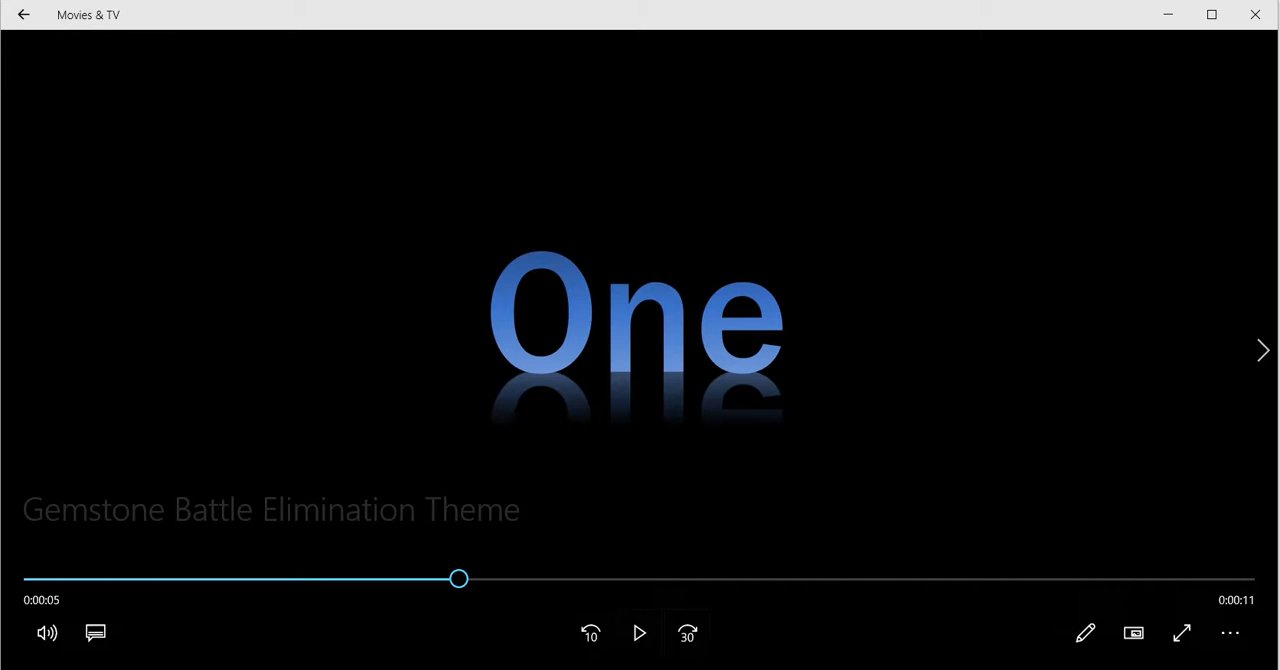 Movies & TV
One
Gemstone Battle Elimination Theme
0:00:05
0:00:11
10
30